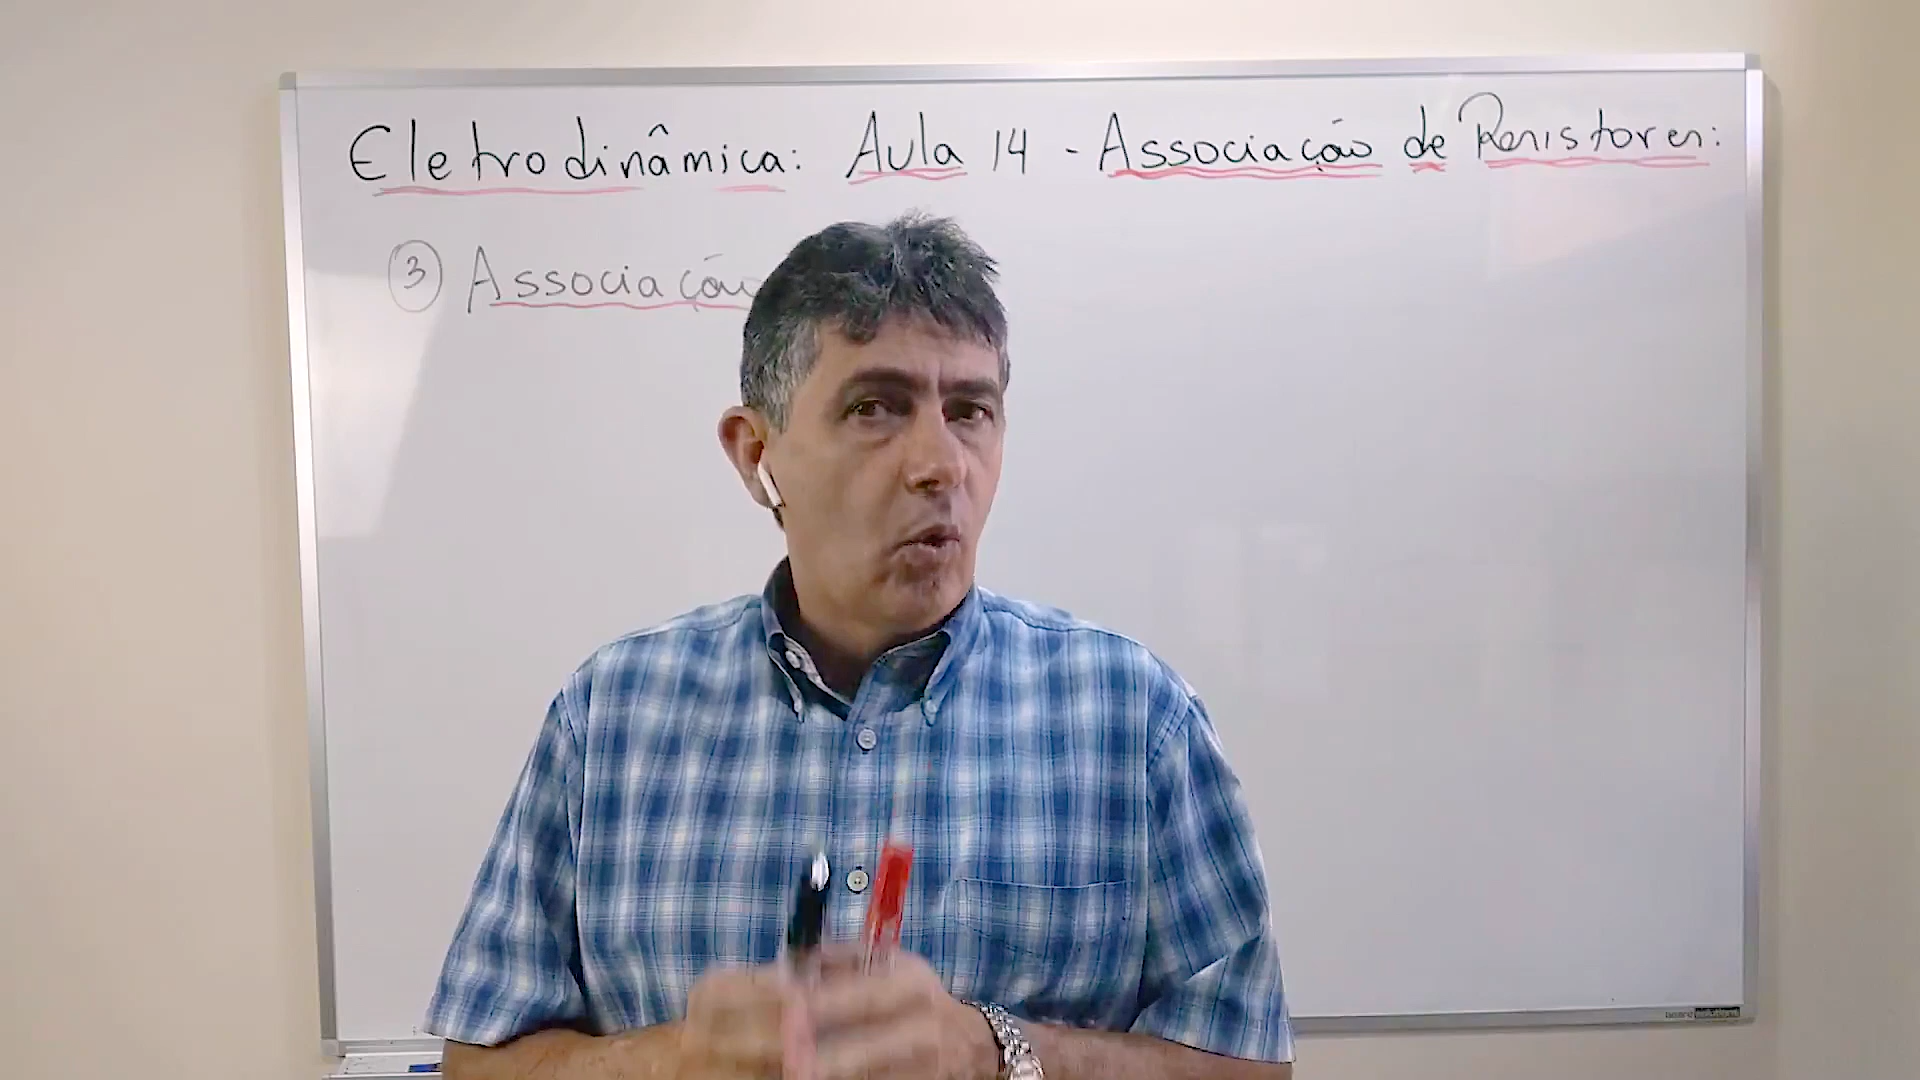 Eletrodinâmica: Aula 14 - Associação de Resistores:
③ Associação